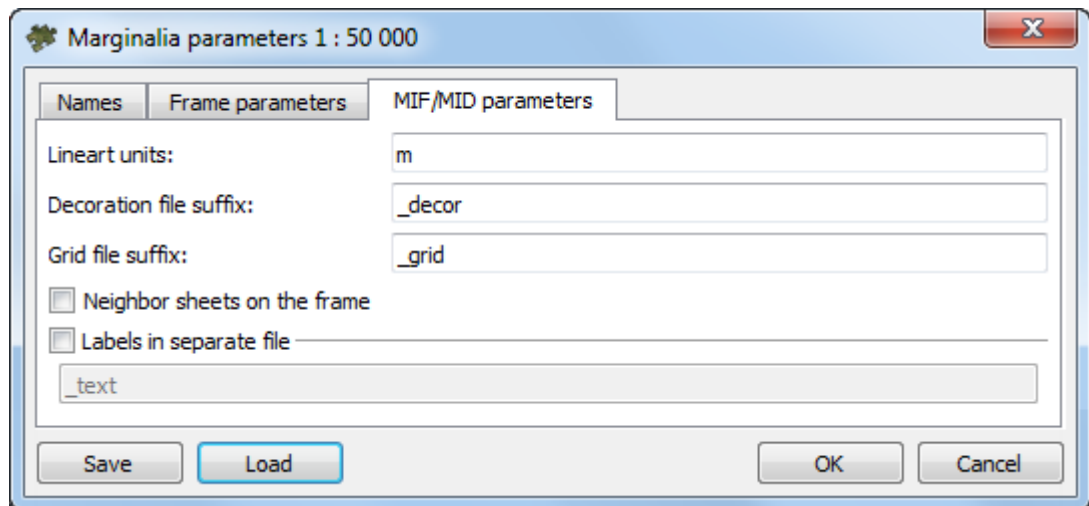 Marginalia parameters 1 : 50 000
Names Frame parameters MIF/MID parameters
Lineart units: m
Decoration file suffix: _decor
Grid file suffix: _grid
Neighbor sheets on the frame
Labels in separate file
_text
Save Load OK Cancel